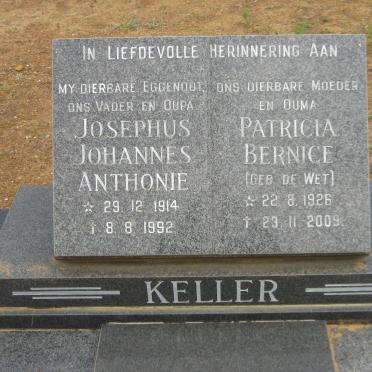 IN LIEFDEVOLLE HERINNERING AAN
MY DIERBARE EGGENOOT,
ONS VADER EN OUPA
JOSEPHUS
JOHANNES
ANTHONIE
☆ 29.12.1914
† 8.8.1992
ONS DIERBARE MOEDER
EN OUMA
PATRICIA
BERNICE
(GEB. DE WET)
☆ 22.8.1926
† 23.11.2009
KELLER